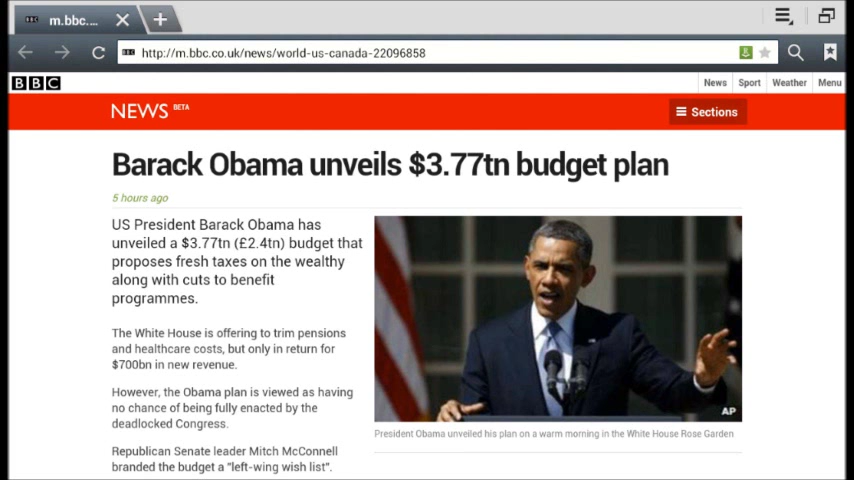 m.bbc....
http://m.bbc.co.uk/news/world-us-canada-22096858
BBC
News Sport Weather Menu
NEWS BETA
Sections
Barack Obama unveils $3.77tn budget plan
5 hours ago
US President Barack Obama has
unveiled a $3.77tn (£2.4tn) budget that
proposes fresh taxes on the wealthy
along with cuts to benefit
programmes.
The White House is offering to trim pensions
and healthcare costs, but only in return for
$700bn in new revenue.
However, the Obama plan is viewed as having
no chance of being fully enacted by the
deadlocked Congress.
Republican Senate leader Mitch McConnell
branded the budget a "left-wing wish list".
AP
President Obama unveiled his plan on a warm morning in the White House Rose Garden